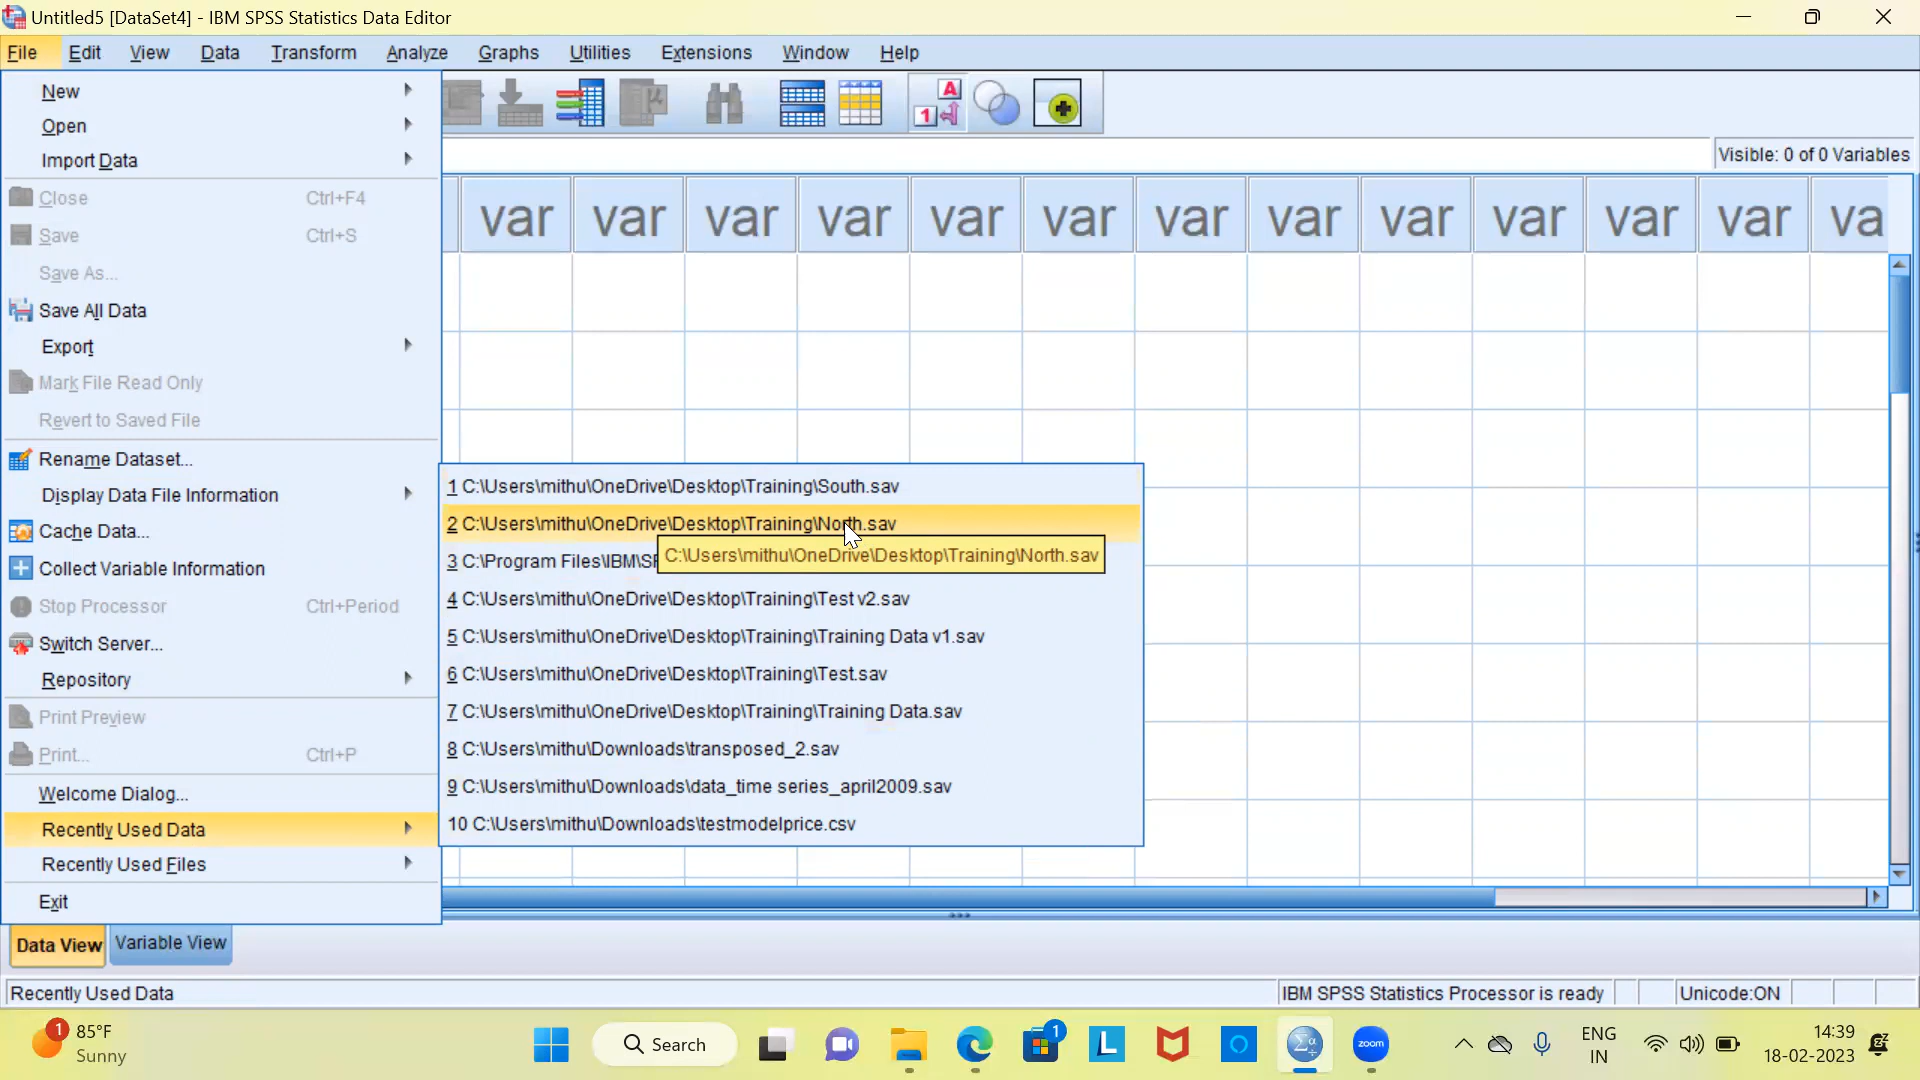 Untitled5 [DataSet4] - IBM SPSS Statistics Data Editor
File Edit View Data Transform Analyze Graphs Utilities Extensions Window Help
New
Open
Import Data
Visible: 0 of 0 Variables
Close Ctrl+F4
Save Ctrl+S
var var var var var var var var var var var var va
Save As...
Save All Data
Export
Mark File Read Only
Revert to Saved File
Rename Dataset...
Display Data File Information
Cache Data...
Collect Variable Information
Stop Processor Ctrl+Period
Switch Server...
Repository
Print Preview
Print... Ctrl+P
Welcome Dialog...
Recently Used Data
Recently Used Files
Exit
1 C:\Users\mithu\OneDrive\Desktop\Training\South.sav
2 C:\Users\mithu\OneDrive\Desktop\Training\North.sav
C:\Users\mithu\OneDrive\Desktop\Training\North.sav
3 C:\Program Files\IBM\SF
4 C:\Users\mithu\OneDrive\Desktop\Training\Test v2.sav
5 C:\Users\mithu\OneDrive\Desktop\Training\Training Data v1.sav
6 C:\Users\mithu\OneDrive\Desktop\Training\Test.sav
7 C:\Users\mithu\OneDrive\Desktop\Training\Training Data.sav
8 C:\Users\mithu\Downloads\transposed_2.sav
9 C:\Users\mithu\Downloads\data_time series_april2009.sav
10 C:\Users\mithu\Downloads\testmodelprice.csv
Data View Variable View
Recently Used Data IBM SPSS Statistics Processor is ready Unicode:ON
1 85°F
Sunny
Search
1
L
zoom
ENG
IN
14:39
18-02-2023